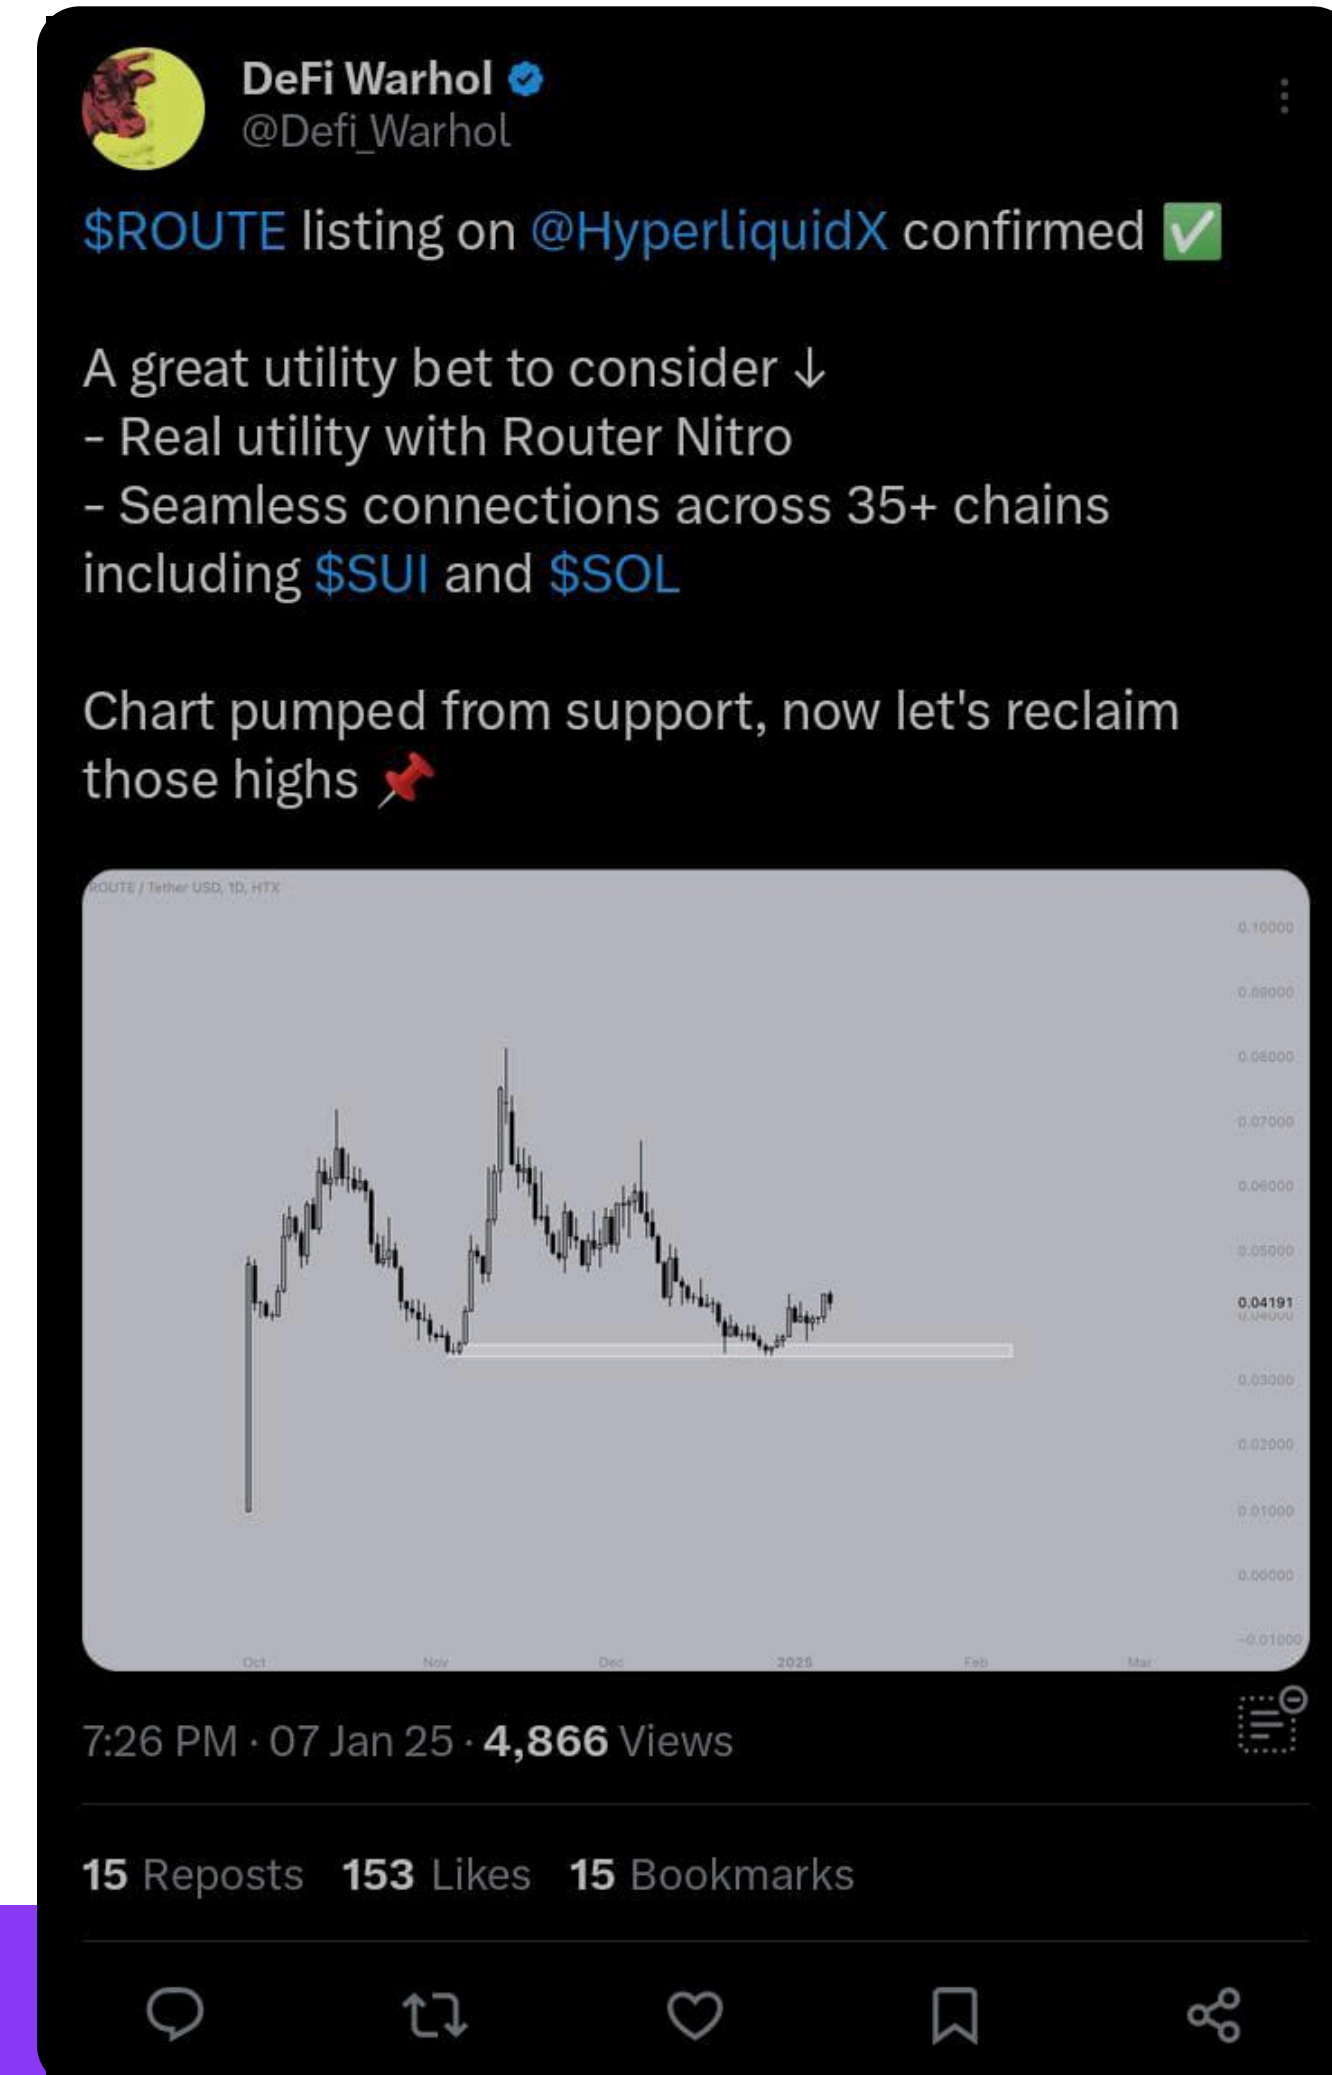 DeFi Warhol
@Defi_Warhol
$ROUTE listing on @HyperliquidX confirmed ✅
A great utility bet to consider ↓
- Real utility with Router Nitro
- Seamless connections across 35+ chains
including $SUI and $SOL
Chart pumped from support, now let's reclaim
those highs 📌
ROUTE / Tether USD, 1D, HTX
0.10000
0.09000
0.08000
0.07000
0.06000
0.05000
0.04191
0.04000
0.03000
0.02000
0.01000
0.00000
-0.01000
Oct Nov Dec 2025 Feb Mar
7:26 PM · 07 Jan 25 · 4,866 Views
15 Reposts 153 Likes 15 Bookmarks